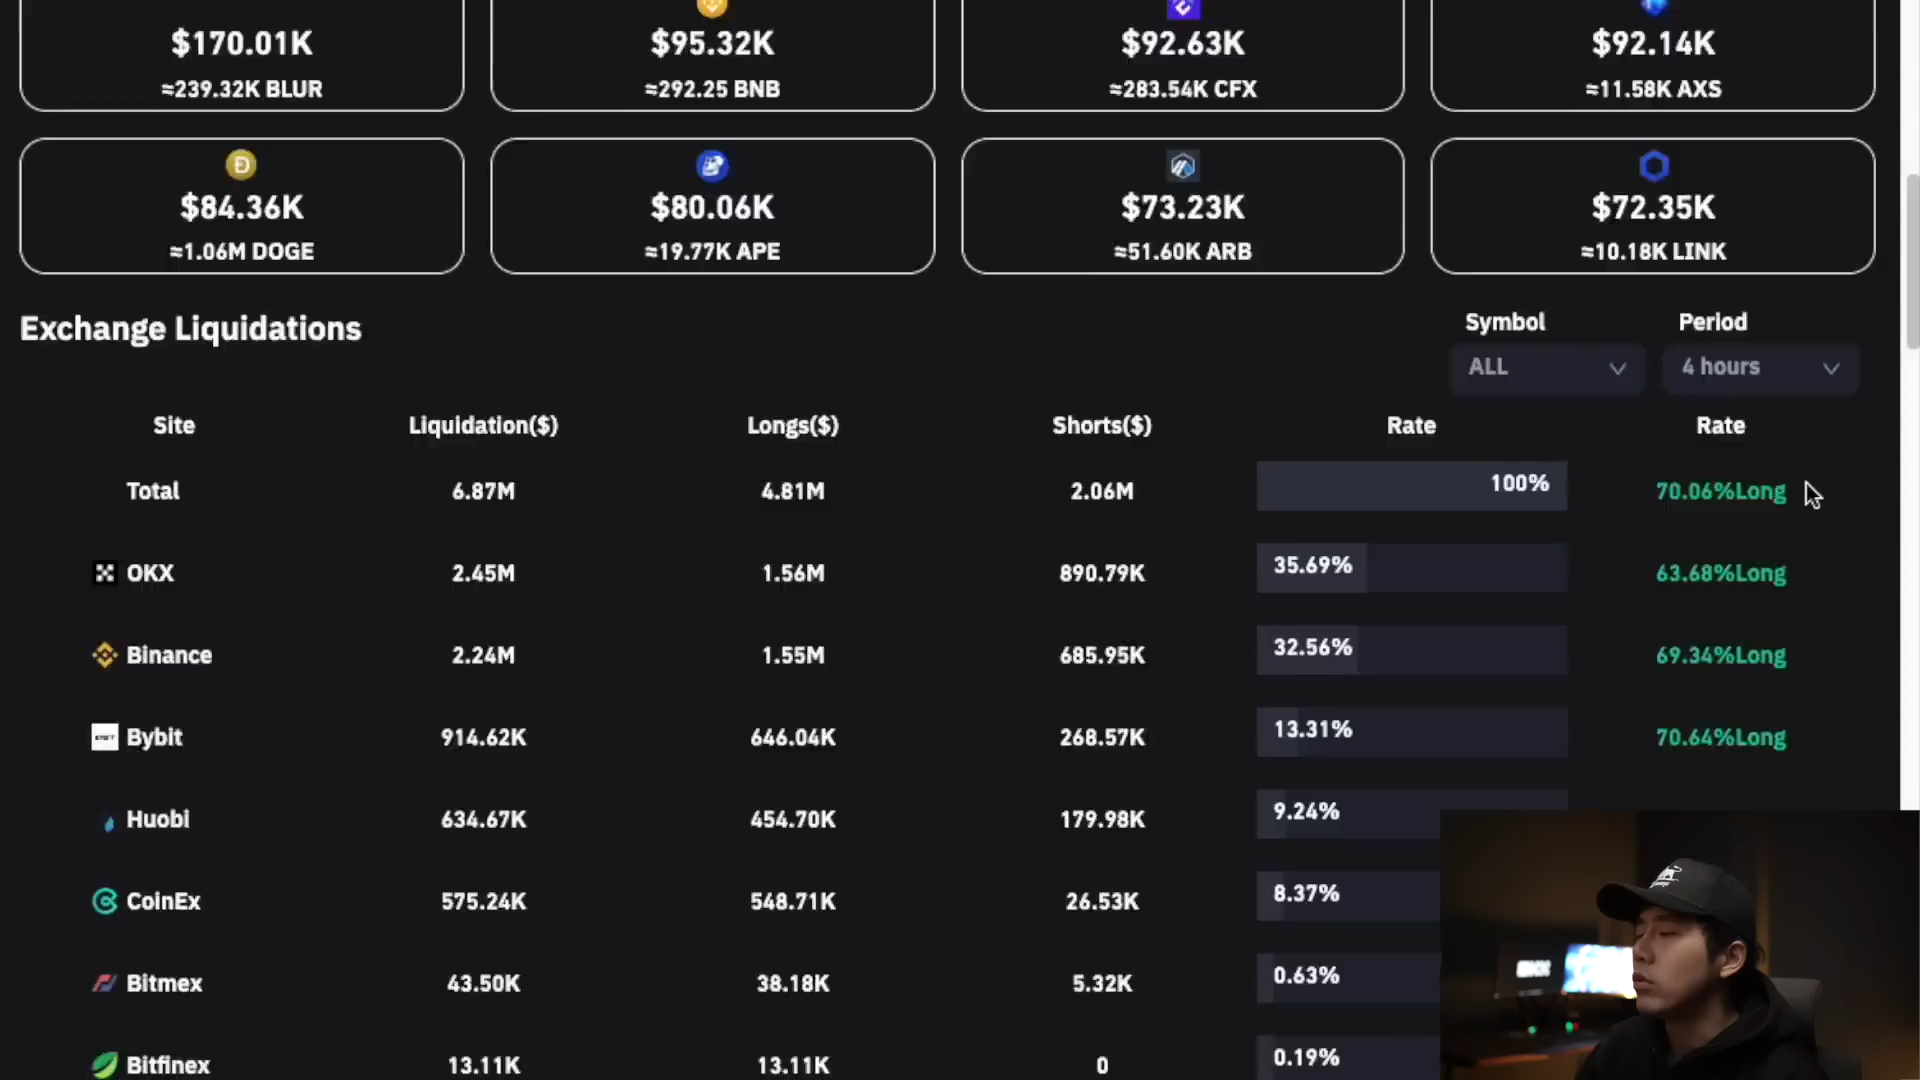 $170.01K
≈239.32K BLUR
$95.32K
≈292.25 BNB
$92.63K
≈283.54K CFX
$92.14K
≈11.58K AXS
$84.36K
≈1.06M DOGE
$80.06K
≈19.77K APE
$73.23K
≈51.60K ARB
$72.35K
≈10.18K LINK
Exchange Liquidations
Symbol Period
ALL 4 hours
Site Liquidation($) Longs($) Shorts($) Rate Rate
Total 6.87M 4.81M 2.06M 100% 70.06%Long
OKX 2.45M 1.56M 890.79K 35.69% 63.68%Long
Binance 2.24M 1.55M 685.95K 32.56% 69.34%Long
Bybit 914.62K 646.04K 268.57K 13.31% 70.64%Long
Huobi 634.67K 454.70K 179.98K 9.24%
CoinEx 575.24K 548.71K 26.53K 8.37%
Bitmex 43.50K 38.18K 5.32K 0.63%
Bitfinex 13.11K 13.11K 0 0.19%